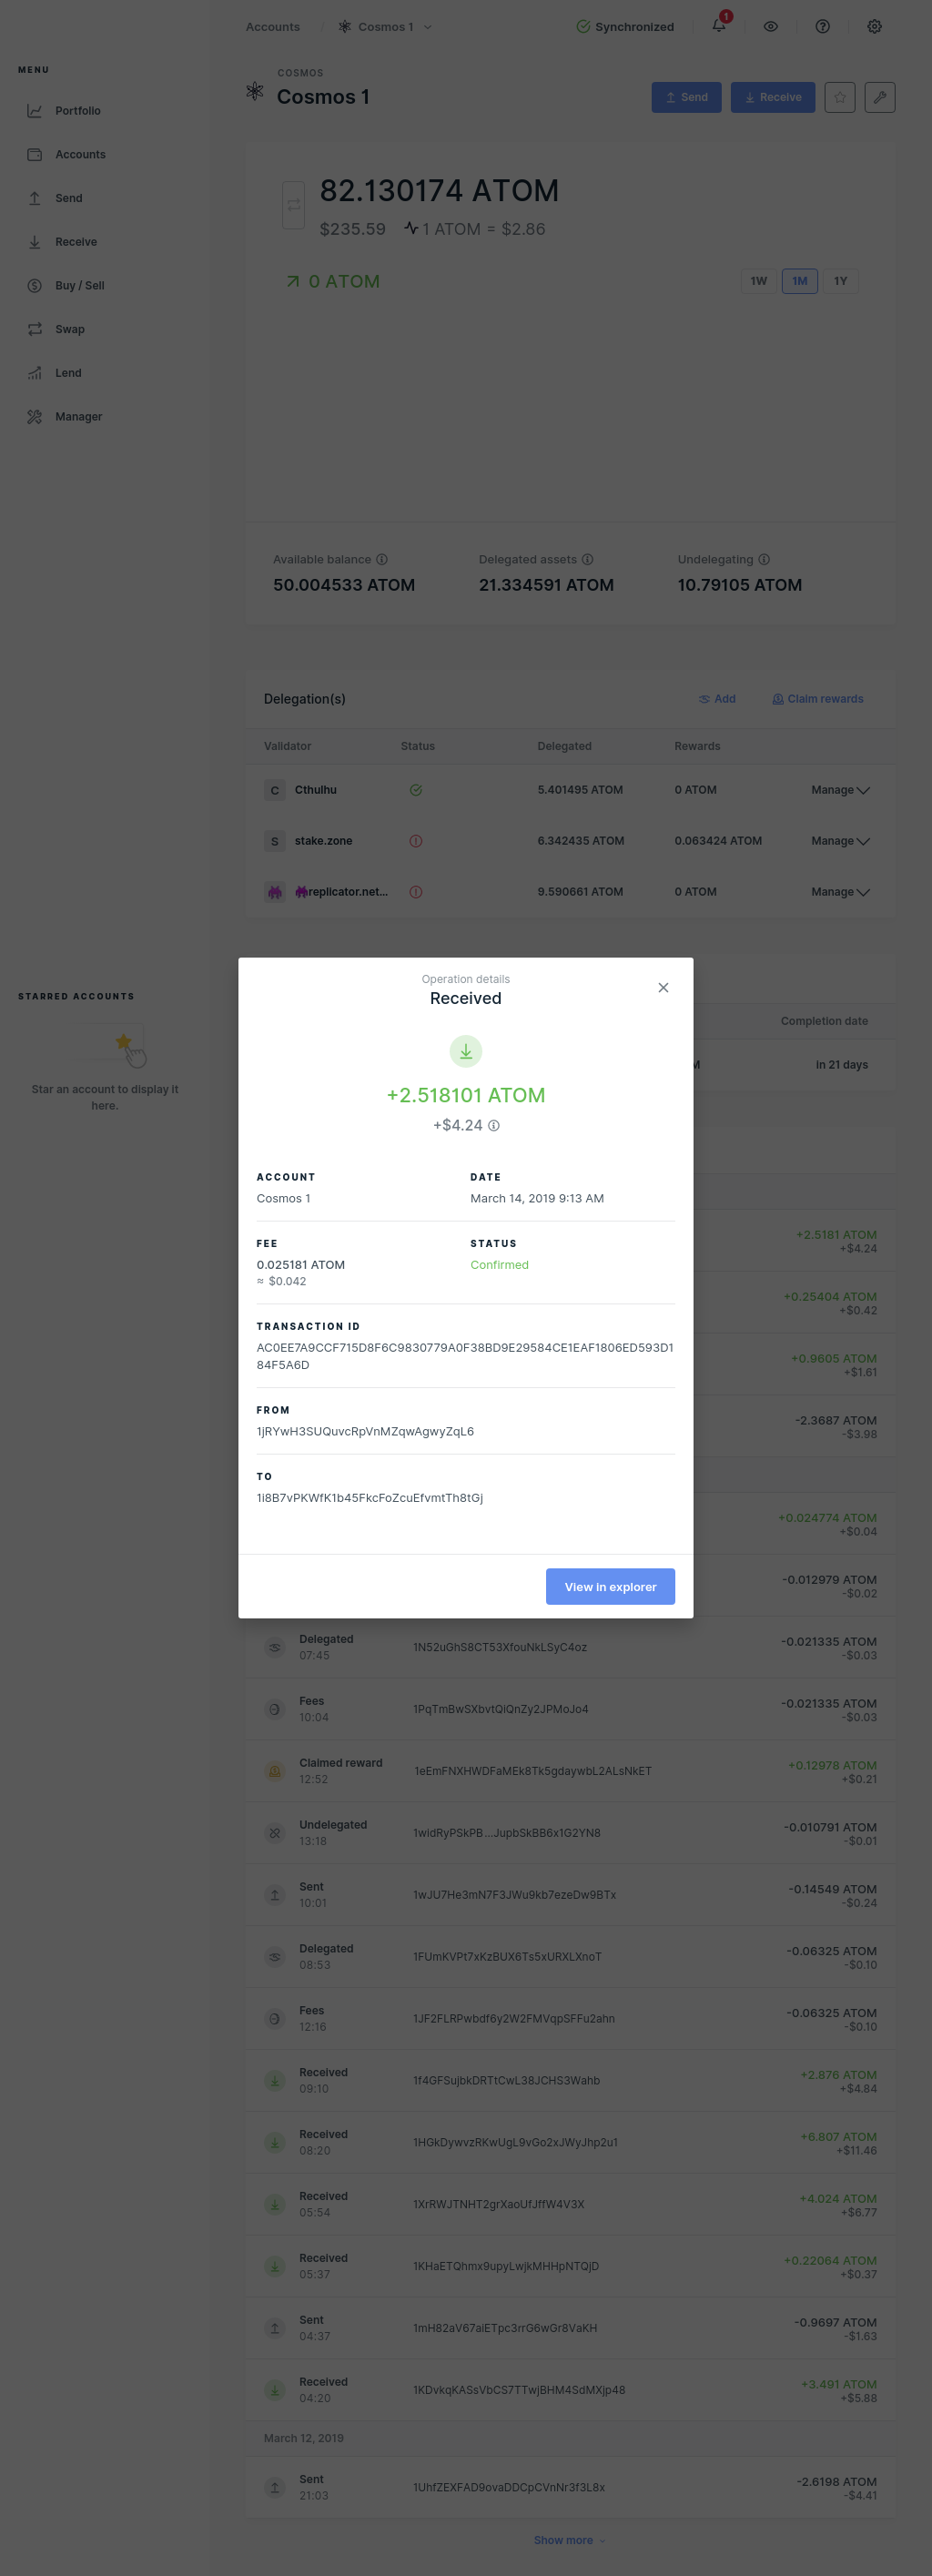 Accounts / Cosmos 1
Synchronized
1
MENU
Portfolio
Accounts
Send
Receive
Buy / Sell
Swap
Lend
Manager
STARRED ACCOUNTS
Star an account to display it
here.
COSMOS
Cosmos 1
Send
Receive
82.130174 ATOM
$235.59 1 ATOM = $2.86
0 ATOM
1W 1M 1Y
Available balance Delegated assets Undelegating
50.004533 ATOM 21.334591 ATOM 10.79105 ATOM
Delegation(s) Add Claim rewards
Validator Status Delegated Rewards
C Cthulhu 5.401495 ATOM 0 ATOM Manage
S stake.zone 6.342435 ATOM 0.063424 ATOM Manage
replicator.net... 9.590661 ATOM 0 ATOM Manage
Completion date
M in 21 days
+2.5181 ATOM
+$4.24
+0.25404 ATOM
+$0.42
+0.9605 ATOM
+$1.61
-2.3687 ATOM
-$3.98
+0.024774 ATOM
+$0.04
-0.012979 ATOM
-$0.02
Operation details
Received
+2.518101 ATOM
+$4.24
ACCOUNT
Cosmos 1
DATE
March 14, 2019 9:13 AM
FEE
0.025181 ATOM
≈ $0.042
STATUS
Confirmed
TRANSACTION ID
AC0EE7A9CCF715D8F6C9830779A0F38BD9E29584CE1EAF1806ED593D1
84F5A6D
FROM
1jRYwH3SUQuvcRpVnMZqwAgwyZqL6
TO
1i8B7vPKWfK1b45FkcFoZcuEfvmtTh8tGj
View in explorer
Delegated 1N52uGhS8CT53XfouNkLSyC4oz -0.021335 ATOM
07:45 -$0.03
Fees 1PqTmBwSXbvtQiQnZy2JPMoJo4 -0.021335 ATOM
10:04 -$0.03
Claimed reward 1eEmFNXHWDFaMEk8Tk5gdaywbL2ALsNkET +0.12978 ATOM
12:52 +$0.21
Undelegated 1widRyPSkPB...JupbSkBB6x1G2YN8 -0.010791 ATOM
13:18 -$0.01
Sent 1wJU7He3mN7F3JWu9kb7ezeDw9BTx -0.14549 ATOM
10:01 -$0.24
Delegated 1FUmKVPt7xKzBUX6Ts5xURXLXnoT -0.06325 ATOM
08:53 -$0.10
Fees 1JF2FLRPwbdf6y2W2FMVqpSFFu2ahn -0.06325 ATOM
12:16 -$0.10
Received 1f4GFSujbkDRTtCwL38JCHS3Wahb +2.876 ATOM
09:10 +$4.84
Received 1HGkDywvzRKwUgL9vGo2xJWyJhp2u1 +6.807 ATOM
08:20 +$11.46
Received 1XrRWJTNHT2grXaoUfJffW4V3X +4.024 ATOM
05:54 +$6.77
Received 1KHaETQhmx9upyLwjkMHHpNTQjD +0.22064 ATOM
05:37 +$0.37
Sent 1mH82aV67aiETpc3rrG6wGr8VaKH -0.9697 ATOM
04:37 -$1.63
Received 1KDvkqKASsVbCS7TTwjBHM4SdMXjp48 +3.491 ATOM
04:20 +$5.88
March 12, 2019
Sent 1UhfZEXFAD9ovaDDCpCVnNr3f3L8x -2.6198 ATOM
21:03 -$4.41
Show more